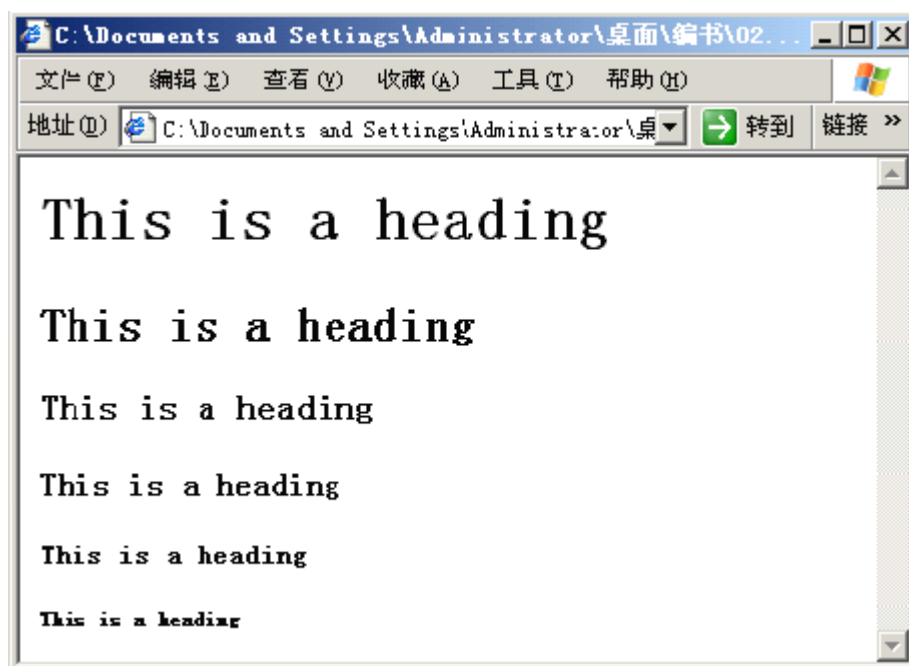 C:\Documents and Settings\Administrator\桌面\编书\02...
文件(F) 编辑(E) 查看(V) 收藏(A) 工具(T) 帮助(H)
地址(D) C:\Documents and Settings\Administrator\桌 转到 链接 »
This is a heading
This is a heading
This is a heading
This is a heading
This is a heading
This is a heading